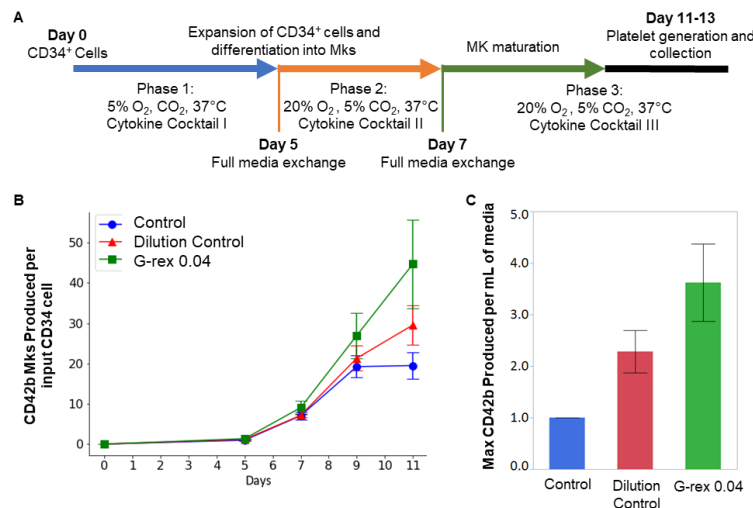 A
Day 0
CD34⁺ Cells
Expansion of CD34⁺ cells and
differentiation into Mks
MK maturation
Day 11-13
Platelet generation and
collection
Phase 1:
5% O₂, CO₂, 37°C
Cytokine Cocktail I
Phase 2:
20% O₂ , 5% CO₂, 37°C
Cytokine Cocktail II
Phase 3:
20% O₂, 5% CO₂, 37°C
Cytokine Cocktail III
Day 5
Full media exchange
Day 7
Full media exchange
B
CD42b Mks Produced per
input CD34 cell
50
40
30
20
10
0
Control
Dilution Control
G-rex 0.04
0 1 2 3 4 5 6 7 8 9 10 11
Days
C
Max CD42b Produced per mL of media
5.0
4.0
3.0
2.0
1.0
0.0
Control
Dilution
Control
G-rex 0.04